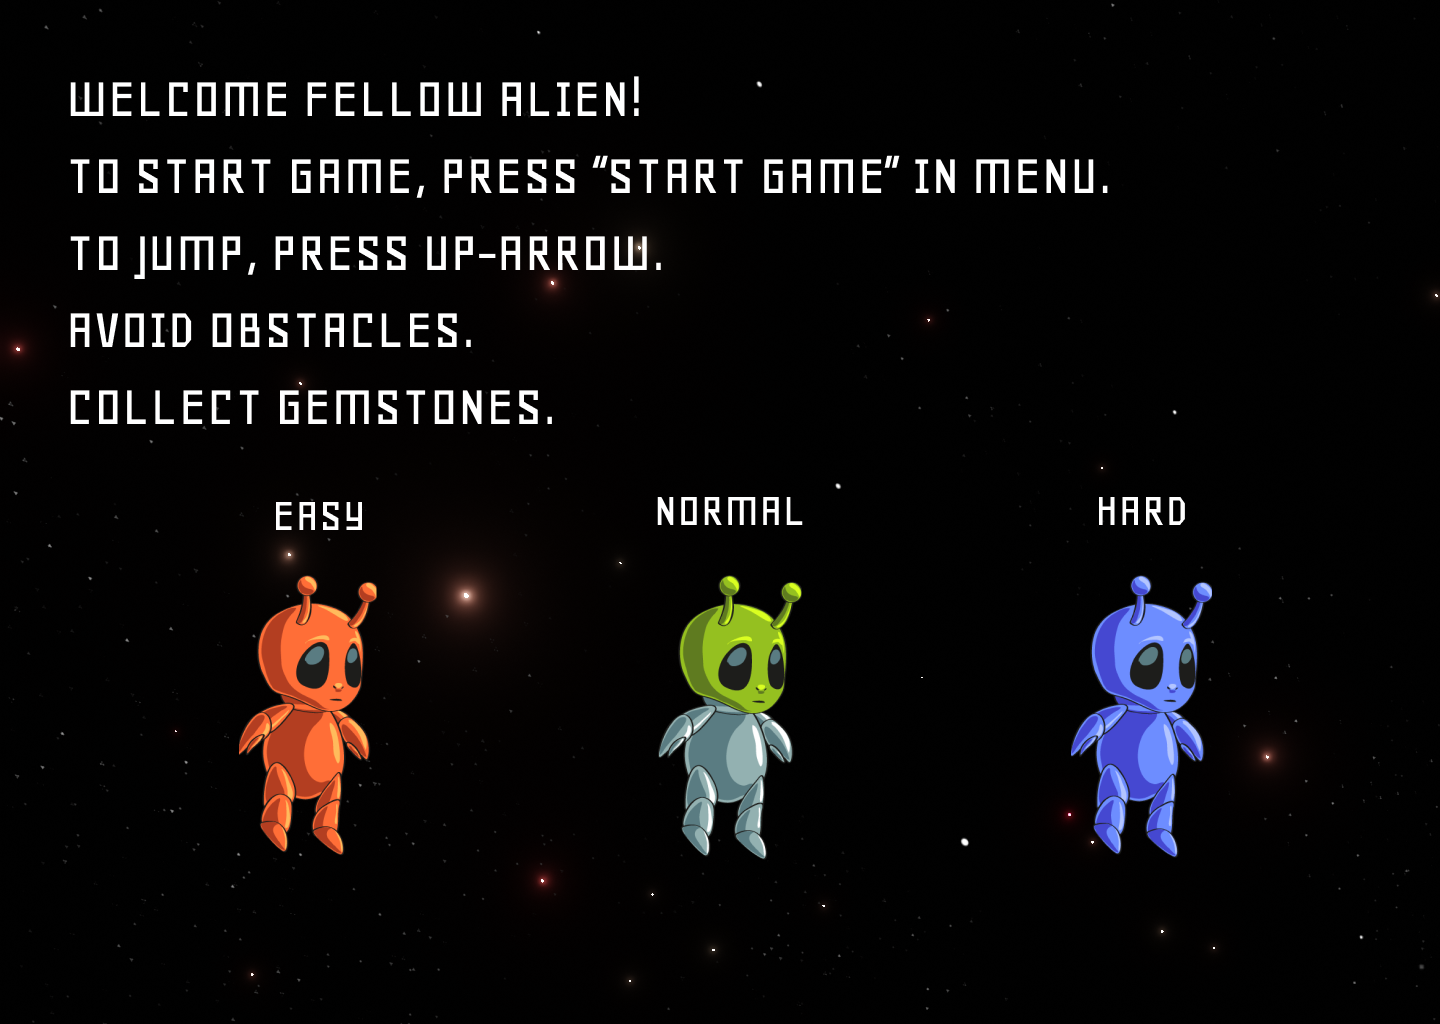 WELCOME FELLOW ALIEN!
TO START GAME, PRESS "START GAME" IN MENU.
TO JUMP, PRESS UP-ARROW.
AVOID OBSTACLES.
COLLECT GEMSTONES.
EASY NORMAL HARD